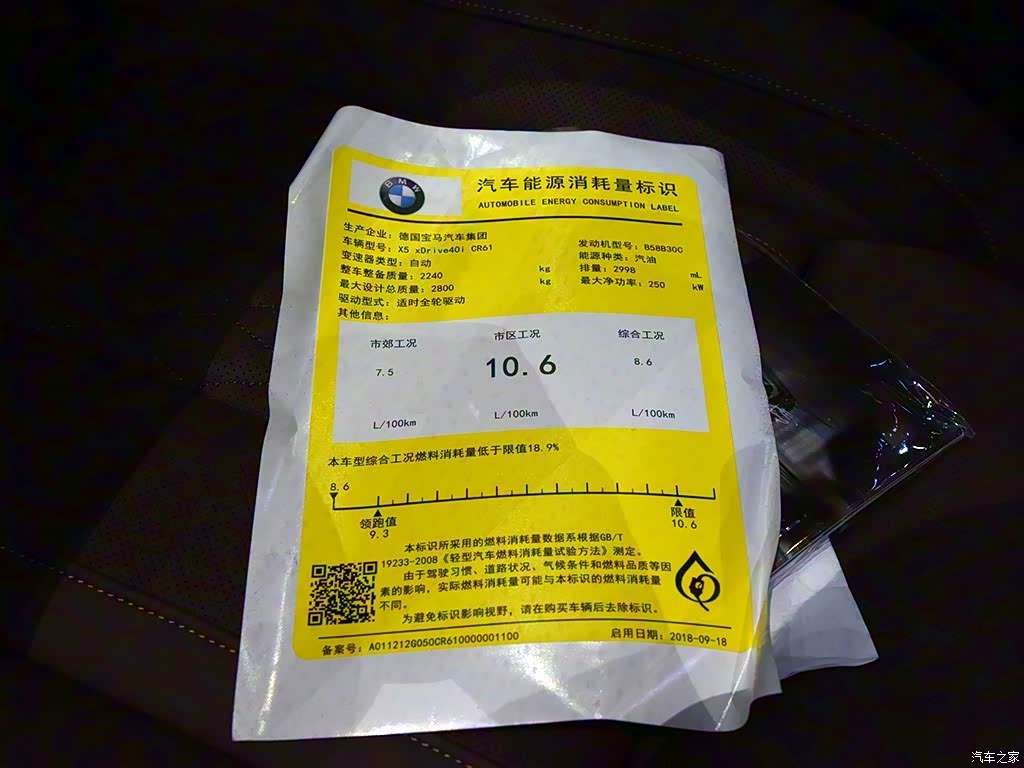 BMW
汽车能源消耗量标识
AUTOMOBILE ENERGY CONSUMPTION LABEL
生产企业：德国宝马汽车集团
车辆型号：X5 xDrive40i CR61
发动机型号：B58B30C
变速器类型：自动
能源种类：汽油
整车整备质量：2240 kg
排量：2998 mL
最大设计总质量：2800 kg
最大净功率：250 kW
驱动型式：适时全轮驱动
其他信息：
市郊工况 市区工况 综合工况
7.5 10.6 8.6
L/100km L/100km L/100km
本车型综合工况燃料消耗量低于限值18.9%
8.6
领跑值 限值
9.3 10.6
本标识所采用的燃料消耗量数据系根据GB/T
19233-2008《轻型汽车燃料消耗量试验方法》测定。
由于驾驶习惯、道路状况、气候条件和燃料品质等因
素的影响，实际燃料消耗量可能与本标识的燃料消耗量
不同。
为避免标识影响视野，请在购买车辆后去除标识。
备案号：A011212G050CR610000001100 启用日期：2018-09-18
汽车之家